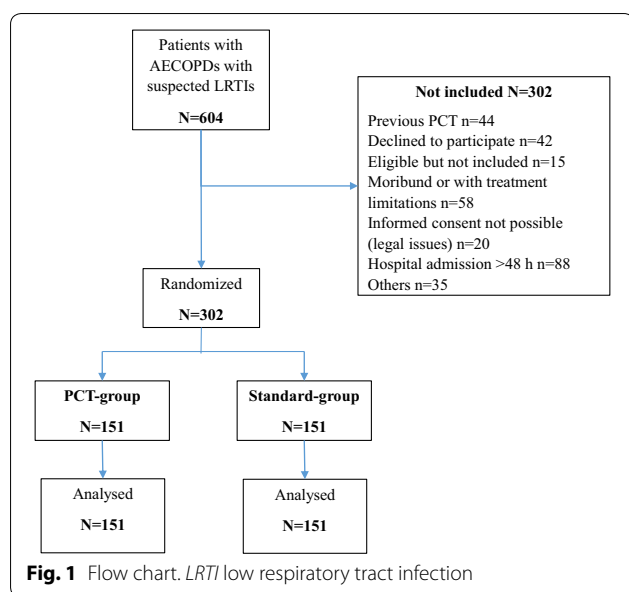 Patients with
AECOPDs with
suspected LRTIs
N=604
Not included N=302
Previous PCT n=44
Declined to participate n=42
Eligible but not included n=15
Moribund or with treatment
limitations n=58
Informed consent not possible
(legal issues) n=20
Hospital admission >48 h n=88
Others n=35
Randomized
N=302
PCT-group
N=151
Standard-group
N=151
Analysed
N=151
Analysed
N=151
Fig. 1 Flow chart. LRTI low respiratory tract infection